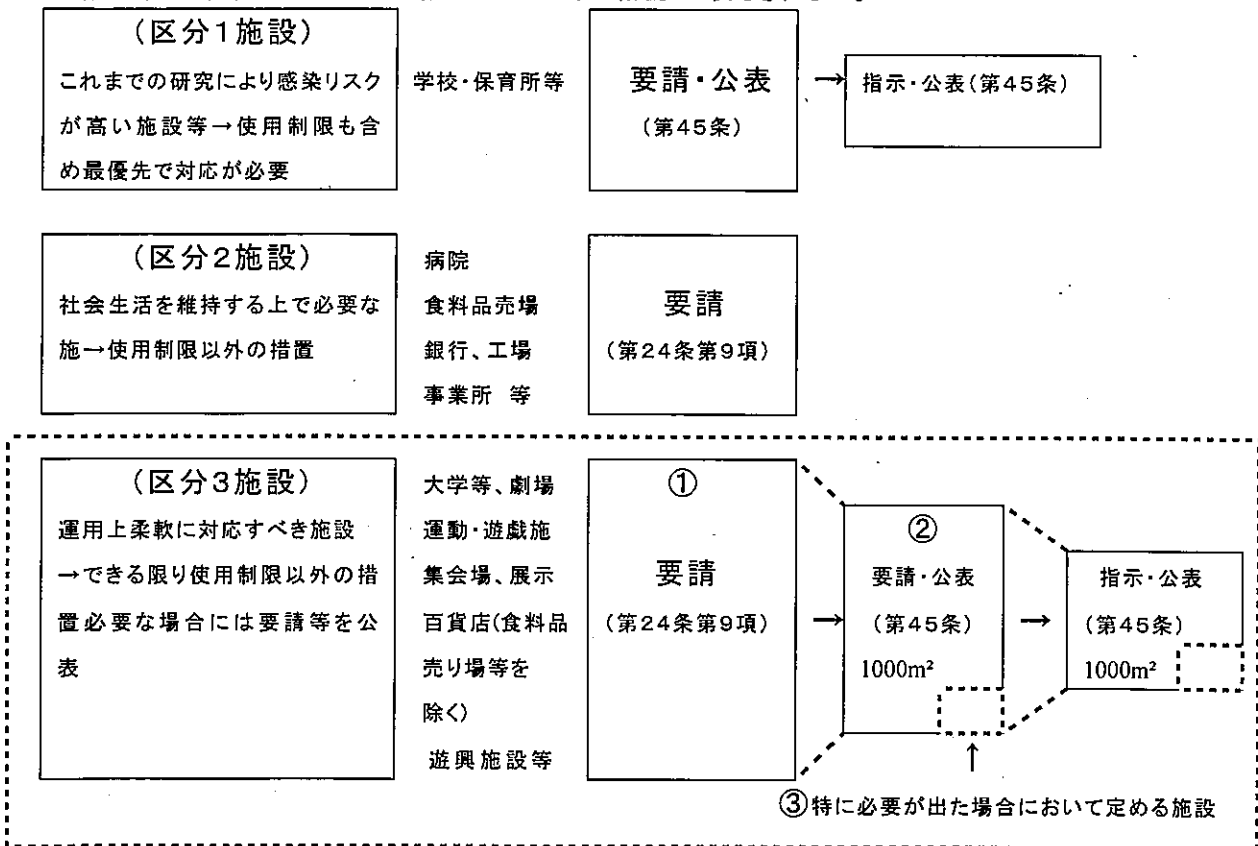 (区分1施設)
これまでの研究により感染リスク
が高い施設等→使用制限も含
め最優先で対応が必要
学校・保育所等
要請・公表
(第45条)
→
指示・公表(第45条)
(区分2施設)
社会生活を維持する上で必要な
施→使用制限以外の措置
病院
食料品売場
銀行、工場
事業所 等
要請
(第24条第9項)
(区分3施設)
運用上柔軟に対応すべき施設
→できる限り使用制限以外の措
置必要な場合には要請等を公
表
大学等、劇場
運動・遊戯施
集会場、展示
百貨店(食料品
売り場等を
除く)
遊興施設等
①
要請
(第24条第9項)
→
②
要請・公表
(第45条)
1000m²
→
指示・公表
(第45条)
1000m²
↑
③特に必要が出た場合において定める施設